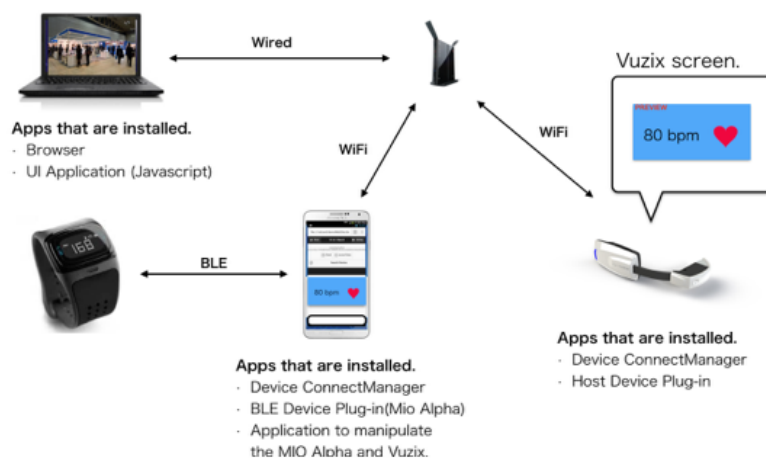 Wired
Vuzix screen.
PREVIEW
80 bpm
Apps that are installed.
· Browser
· UI Application (Javascript)
WiFi
WiFi
168
BLE
80 bpm
Apps that are installed.
· Device ConnectManager
· BLE Device Plug-in(Mio Alpha)
· Application to manipulate
the MIO Alpha and Vuzix.
Apps that are installed.
· Device ConnectManager
· Host Device Plug-in